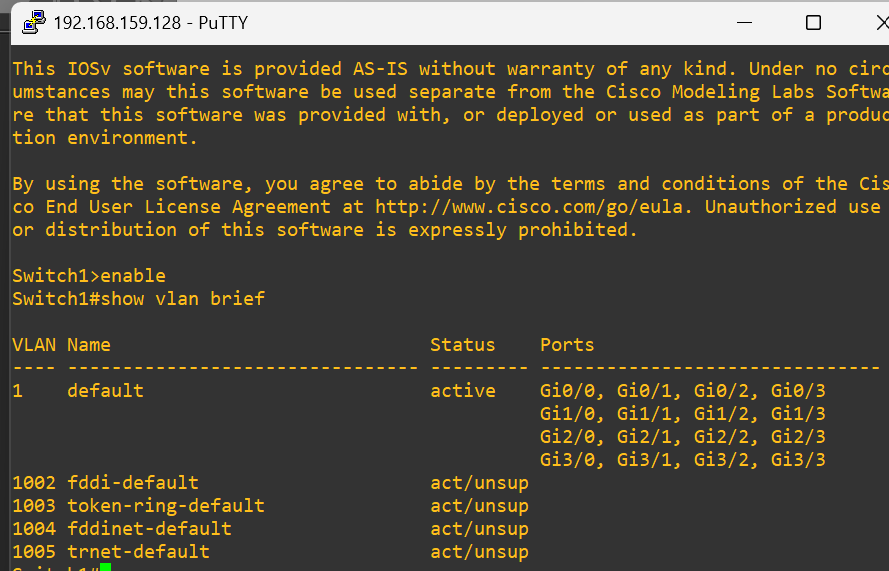 192.168.159.128 - PuTTY
This IOSv software is provided AS-IS without warranty of any kind. Under no circ
umstances may this software be used separate from the Cisco Modeling Labs Softwa
re that this software was provided with, or deployed or used as part of a produc
tion environment.
By using the software, you agree to abide by the terms and conditions of the Cis
co End User License Agreement at http://www.cisco.com/go/eula. Unauthorized use
or distribution of this software is expressly prohibited.
Switch1>enable
Switch1#show vlan brief
VLAN Name                             Status    Ports
---- -------------------------------- --------- -------------------------------
1    default                          active    Gi0/0, Gi0/1, Gi0/2, Gi0/3
                                                Gi1/0, Gi1/1, Gi1/2, Gi1/3
                                                Gi2/0, Gi2/1, Gi2/2, Gi2/3
                                                Gi3/0, Gi3/1, Gi3/2, Gi3/3
1002 fddi-default                     act/unsup
1003 token-ring-default               act/unsup
1004 fddinet-default                  act/unsup
1005 trnet-default                    act/unsup
Switch1#